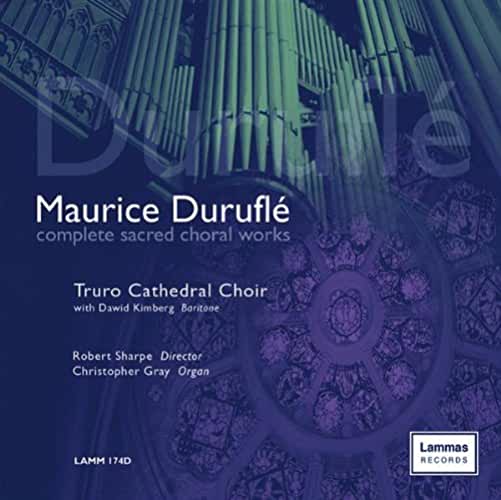 Duruflé
Maurice Duruflé
complete sacred choral works
Truro Cathedral Choir
with Dawid Kimberg Baritone
Robert Sharpe Director
Christopher Gray Organ
LAMM 174D
Lammas
RECORDS